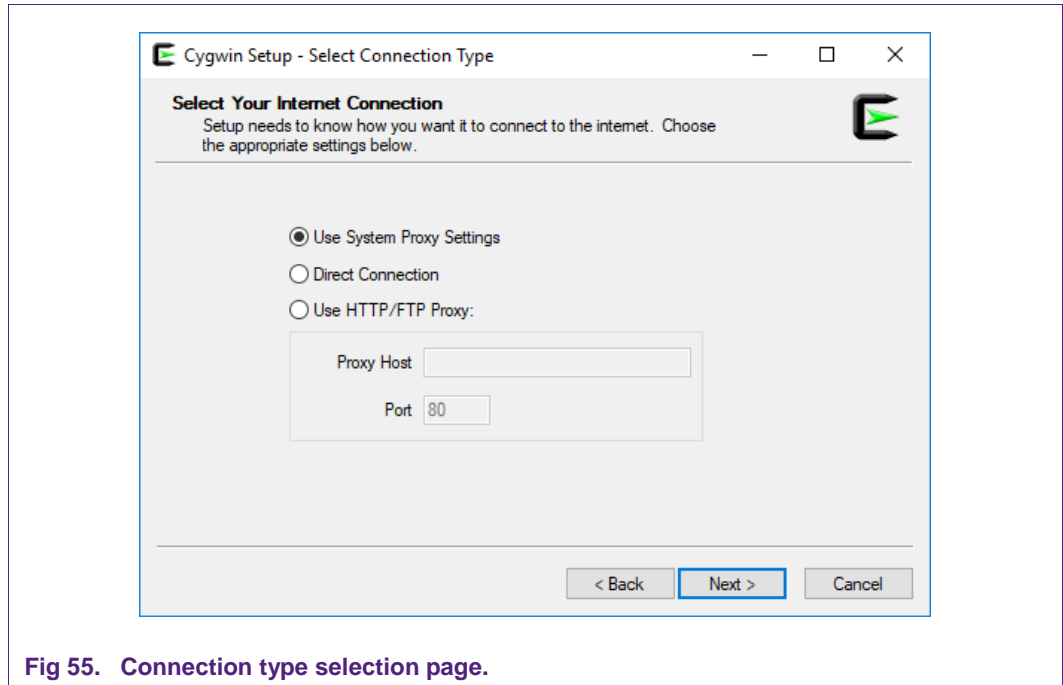 Cygwin Setup - Select Connection Type
Select Your Internet Connection
Setup needs to know how you want it to connect to the internet. Choose
the appropriate settings below.
Use System Proxy Settings
Direct Connection
Use HTTP/FTP Proxy:
Proxy Host
Port 80
< Back Next > Cancel
Fig 55. Connection type selection page.